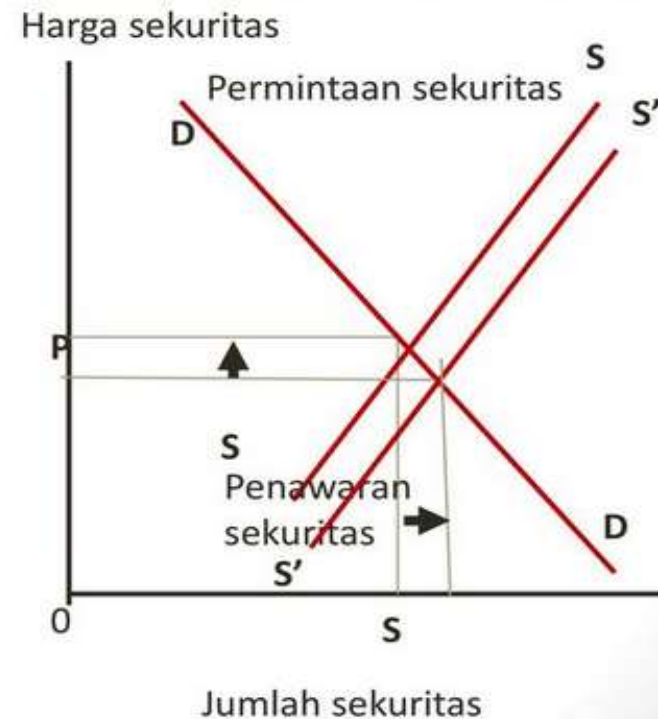 Harga sekuritas
S
Permintaan sekuritas
S'
D
P
S
Penawaran
sekuritas
D
S'
0
S
Jumlah sekuritas